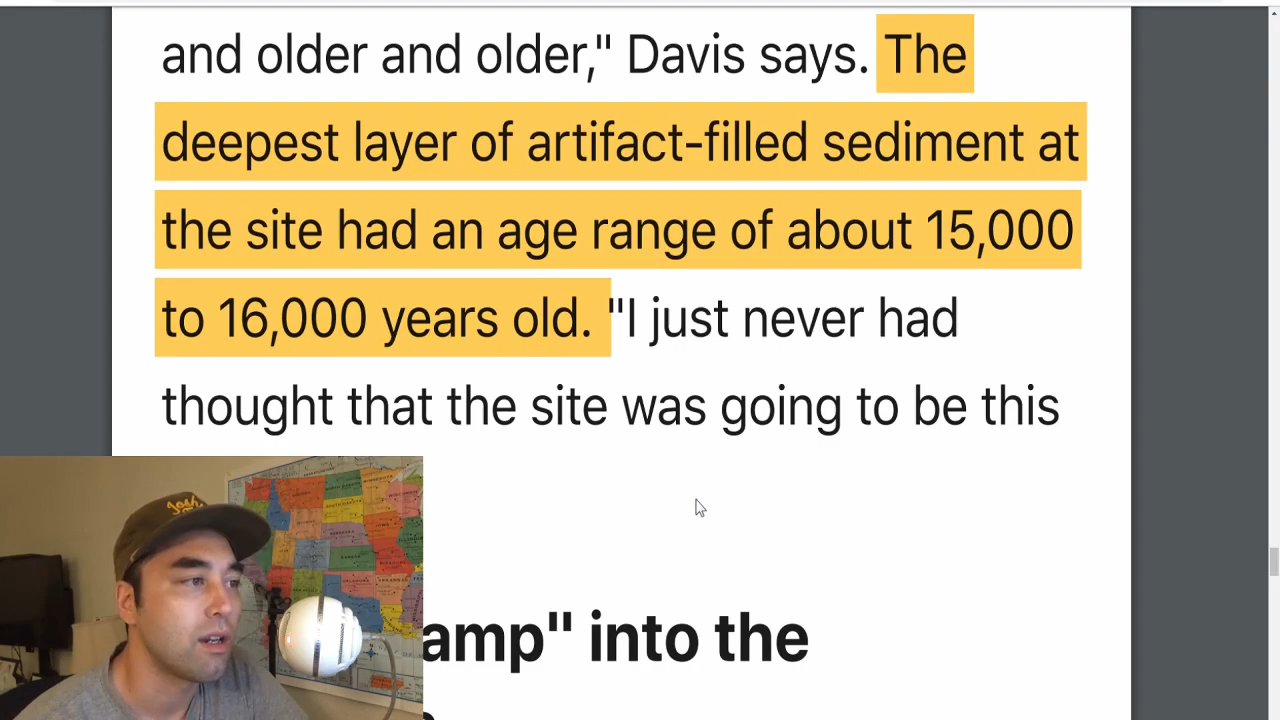 and older and older," Davis says. The
deepest layer of artifact-filled sediment at
the site had an age range of about 15,000
to 16,000 years old. "I just never had
thought that the site was going to be this
amp" into the
Josh